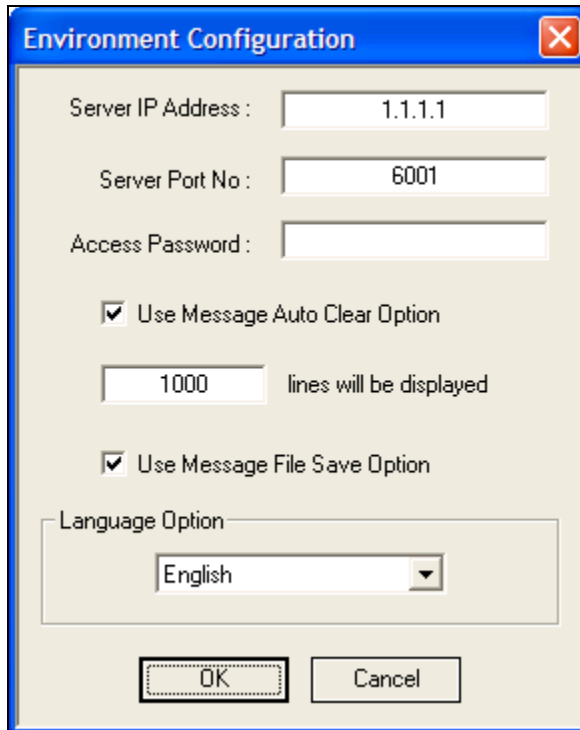 Environment Configuration
Server IP Address : 1.1.1.1
Server Port No : 6001
Access Password :
Use Message Auto Clear Option
1000 lines will be displayed
Use Message File Save Option
Language Option
English
OK Cancel